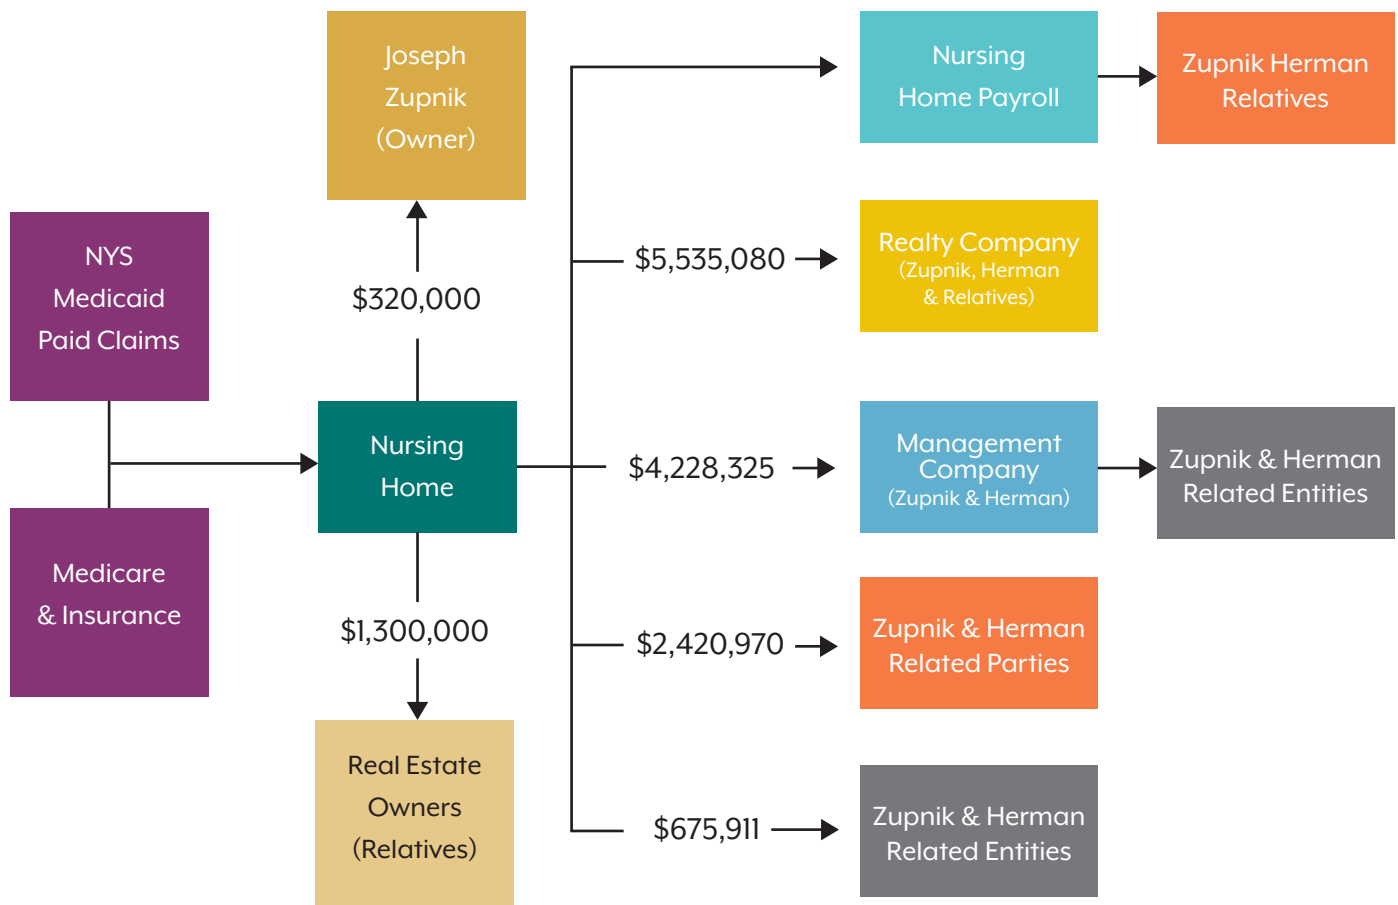 NYS
Medicaid
Paid Claims
Medicare
& Insurance
Joseph
Zupnik
(Owner)
$320,000
Nursing
Home
$1,300,000
Real Estate
Owners
(Relatives)
Nursing
Home Payroll
Zupnik Herman
Relatives
$5,535,080
Realty Company
(Zupnik, Herman
& Relatives)
$4,228,325
Management
Company
(Zupnik & Herman)
Zupnik & Herman
Related Entities
$2,420,970
Zupnik & Herman
Related Parties
$675,911
Zupnik & Herman
Related Entities